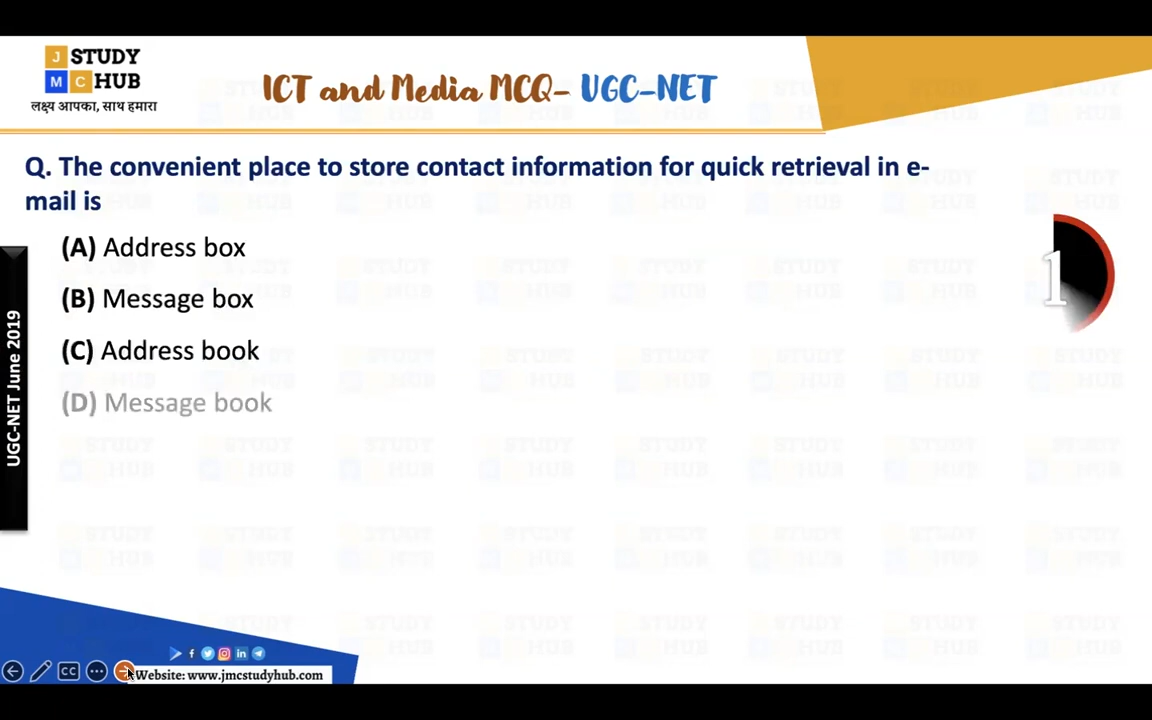 J STUDY
M C HUB
लक्ष्य आपका, साथ हमारा
ICT and Media MCQ- UGC-NET
Q. The convenient place to store contact information for quick retrieval in e-
mail is
(A) Address box
(B) Message box
(C) Address book
(D) Message book
1
UGC-NET June 2019
CC
Website: www.jmcstudyhub.com